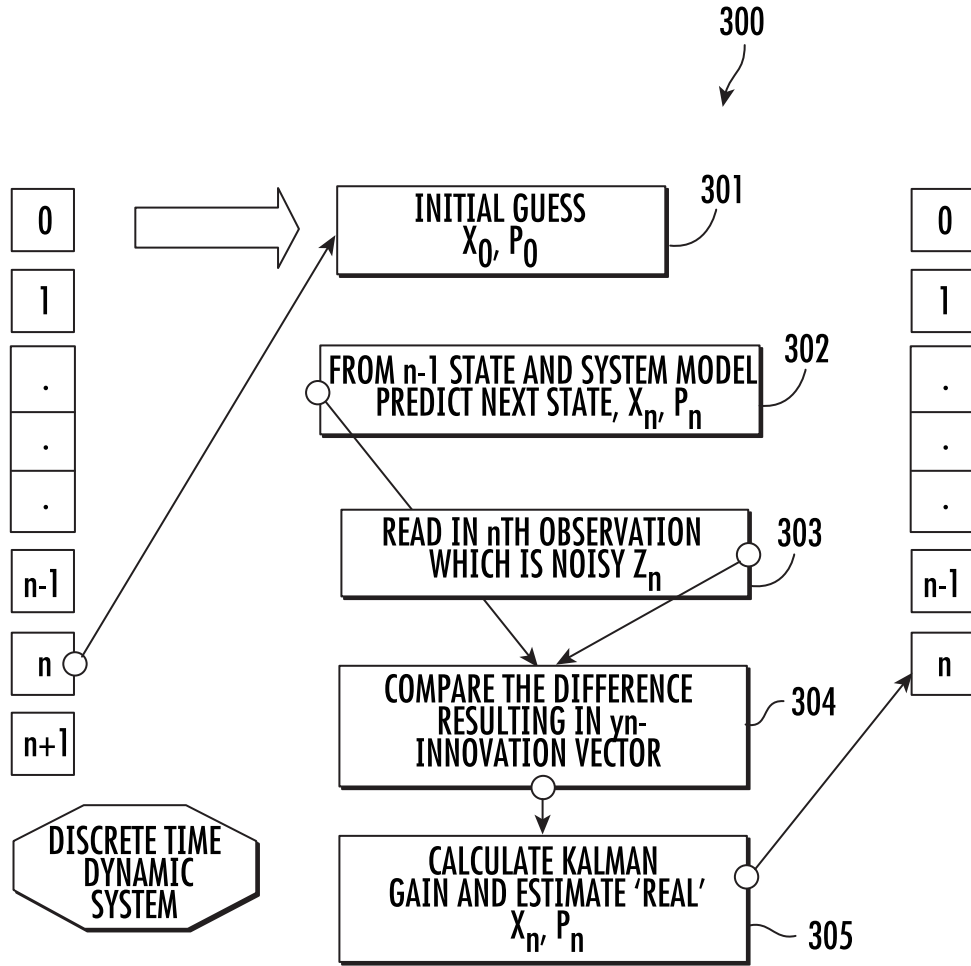 300
0
1
.
.
.
n-1
n
n+1
DISCRETE TIME
DYNAMIC
SYSTEM
INITIAL GUESS
X0, P0
301
FROM n-1 STATE AND SYSTEM MODEL
PREDICT NEXT STATE, Xn, Pn
302
READ IN nTH OBSERVATION
WHICH IS NOISY Zn
303
COMPARE THE DIFFERENCE
RESULTING IN yn-
INNOVATION VECTOR
304
CALCULATE KALMAN
GAIN AND ESTIMATE 'REAL'
Xn, Pn
305
0
1
.
.
.
n-1
n